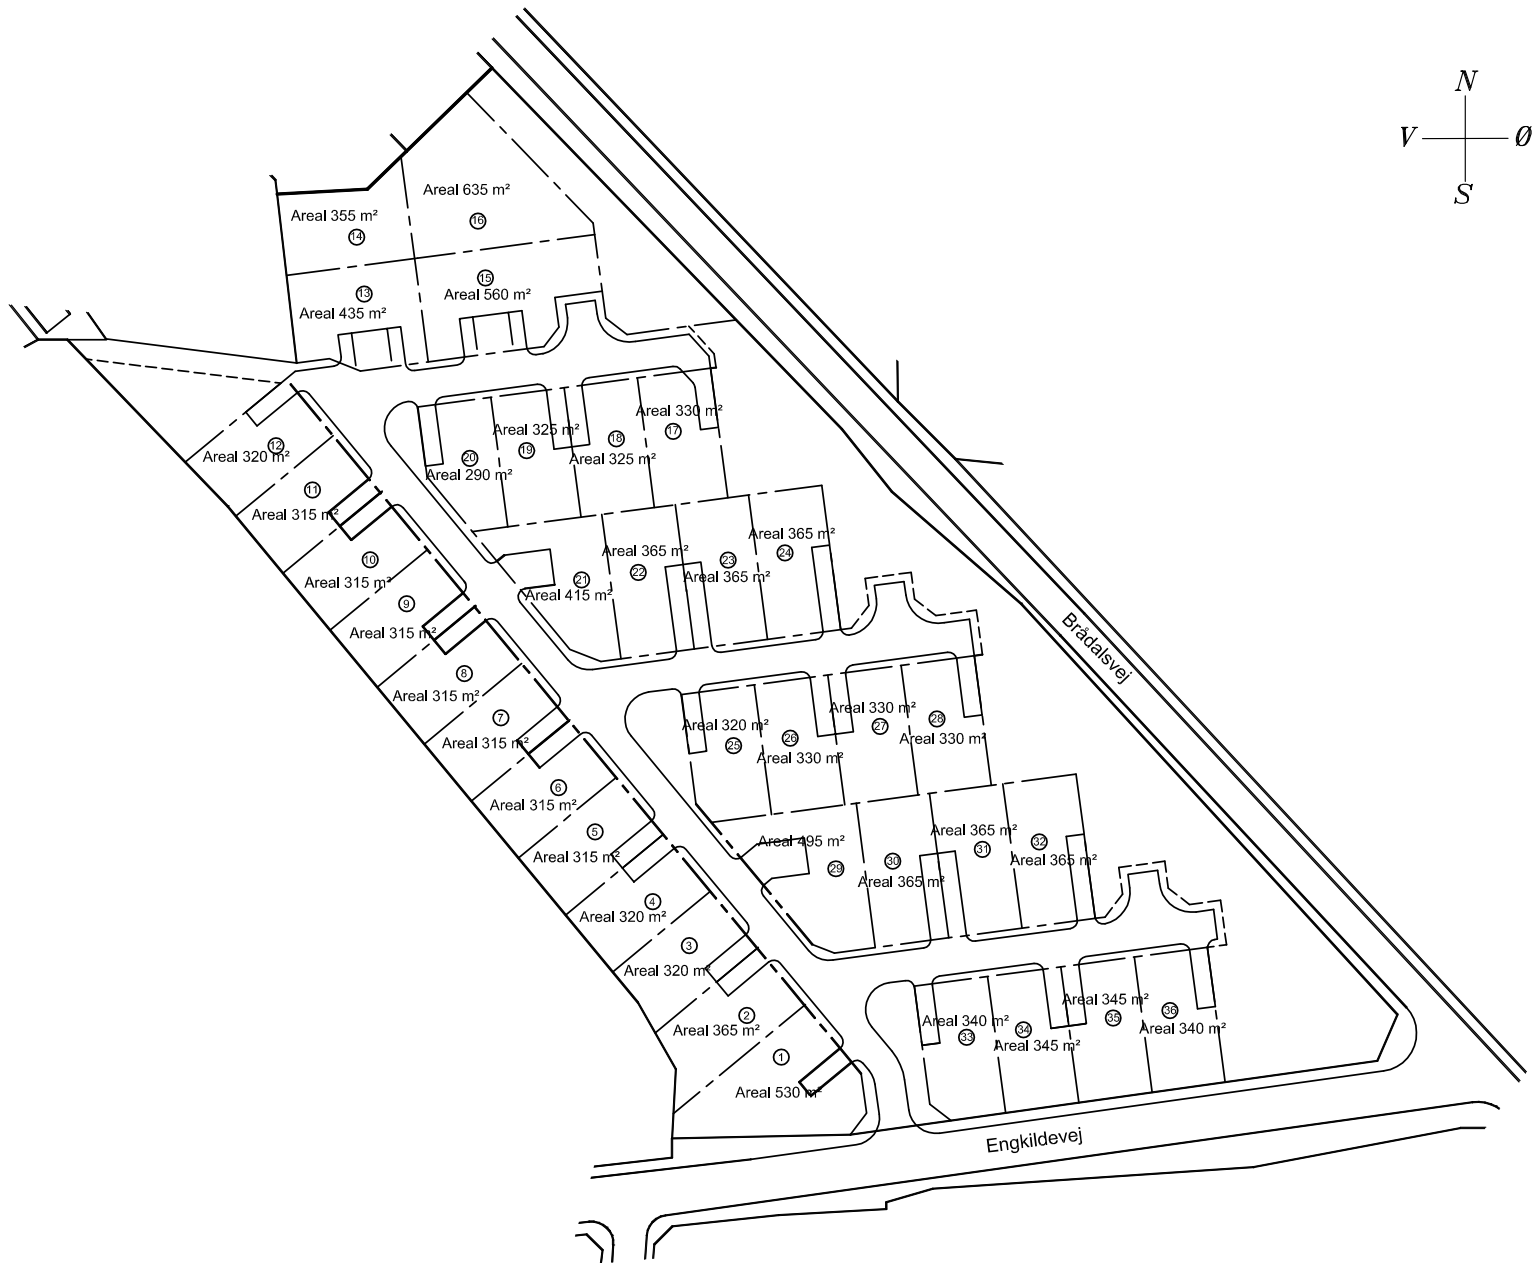 N
V Ø
S
Areal 635 m²
16
Areal 355 m²
14
15
Areal 560 m²
13
Areal 435 m²
Areal 330 m²
17
Areal 325 m²
19
18
Areal 325 m²
20
Areal 290 m²
12
Areal 320 m²
11
Areal 315 m²
10
Areal 315 m²
9
Areal 315 m²
8
Areal 315 m²
7
Areal 315 m²
6
Areal 315 m²
5
Areal 315 m²
4
Areal 320 m²
3
Areal 320 m²
2
Areal 365 m²
1
Areal 530 m²
21
Areal 415 m²
Areal 365 m²
22
23
Areal 365 m²
Areal 365 m²
24
Brådalsvej
Areal 320 m²
25
26
Areal 330 m²
Areal 330 m²
27
28
Areal 330 m²
Areal 495 m²
29
30
Areal 365 m²
Areal 365 m²
31
32
Areal 365 m²
Areal 340 m²
33
34
Areal 345 m²
Areal 345 m²
35
36
Areal 340 m²
Engkildevej